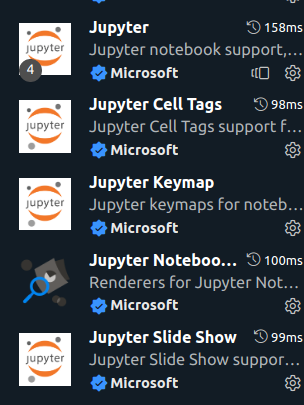 Jupyter 158ms
Jupyter notebook support,...
4 Microsoft
jupyter
Jupyter Cell Tags 98ms
Jupyter Cell Tags support f...
Microsoft
jupyter
Jupyter Keymap
Jupyter keymaps for noteb...
Microsoft
jupyter
Jupyter Noteboo... 100ms
Renderers for Jupyter Not...
Microsoft
Jupyter Slide Show 99ms
Jupyter Slide Show suppor...
Microsoft
jupyter